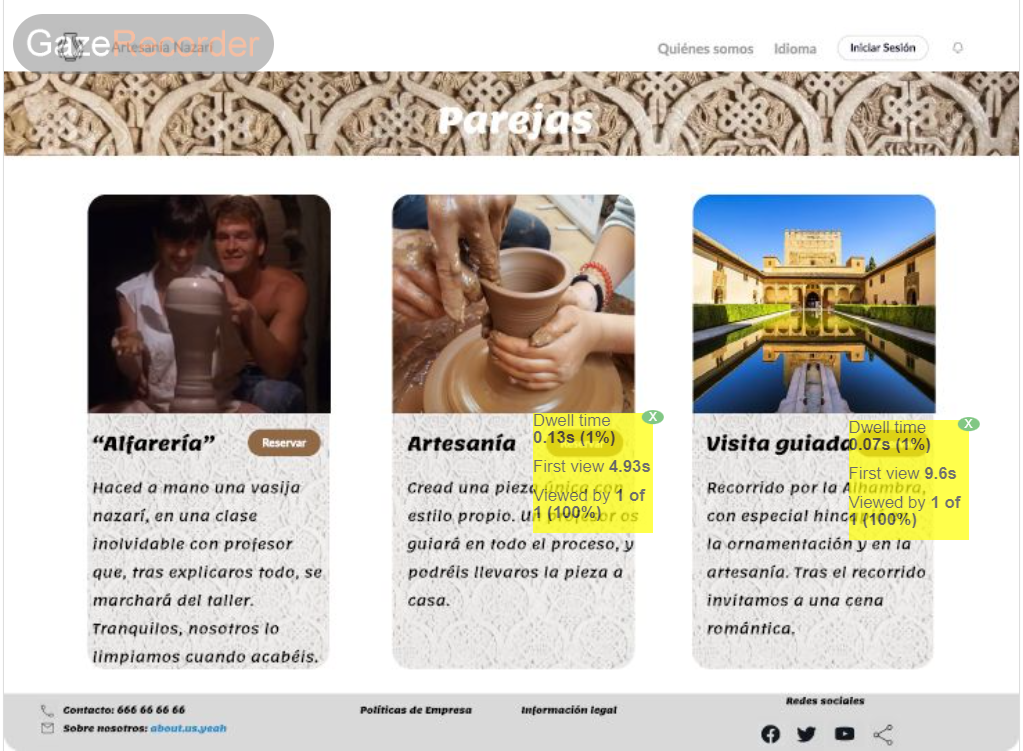 GazeRecorder
Artesanía Nazarí
Quiénes somos
Idioma
Iniciar Sesión
Parejas
“Alfarería”
Reservar
Haced a mano una vasija
nazarí, en una clase
inolvidable con profesor
que, tras explicaros todo, se
marchará del taller.
Tranquilos, nosotros lo
limpiamos cuando acabéis.
Artesanía
Cread una pieza única con
estilo propio. Un profesor os
guiará en todo el proceso, y
podréis llevaros la pieza a
casa.
X
Dwell time
0.13s (1%)
First view 4.93s
Viewed by 1 of
1 (100%)
Visita guiada
Recorrido por la Alhambra,
con especial
la ornamentación y en la
artesanía. Tras el recorrido
invitamos a una cena
romántica.
X
Dwell time
0.07s (1%)
First view 9.6s
Viewed by 1 of
1 (100%)
Contacto: 666 66 66 66
Sobre nosotros: about.us.yeah
Políticas de Empresa
Información legal
Redes sociales